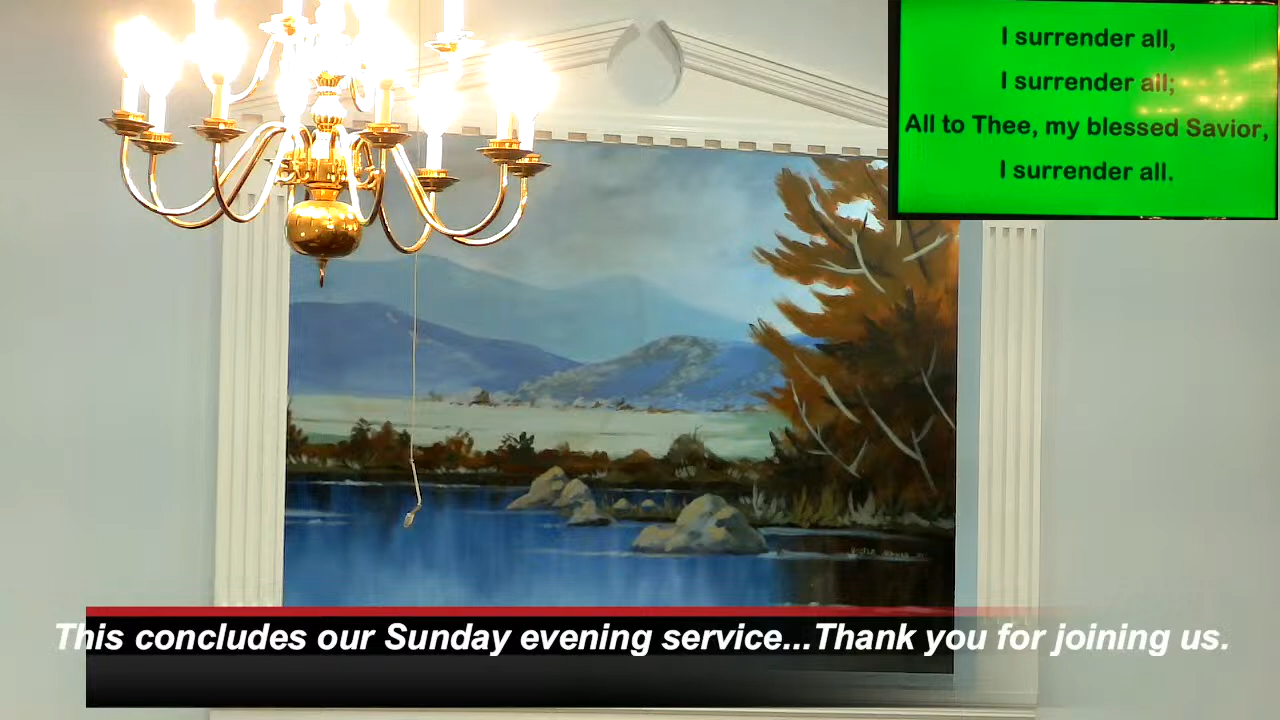 I surrender all,
I surrender all;
All to Thee, my blessed Savior,
I surrender all.
This concludes our Sunday evening service...Thank you for joining us.